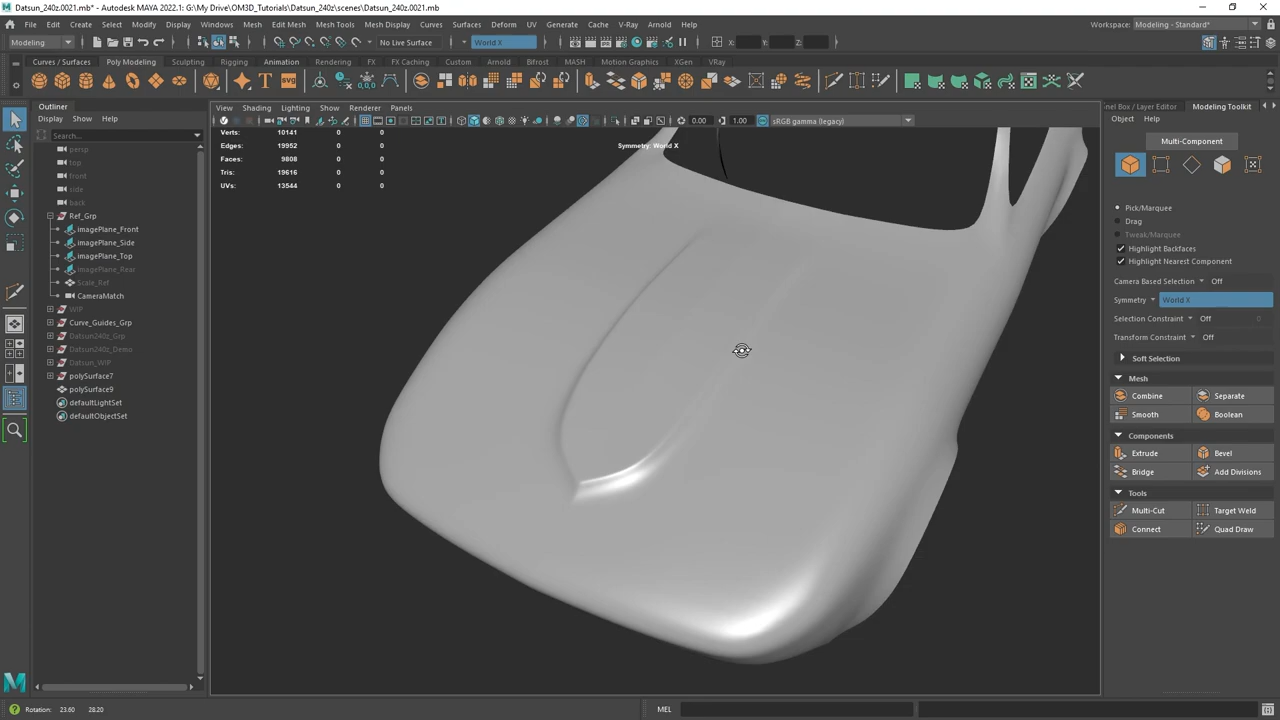 Datsun_240z.0021.mb* - Autodesk MAYA 2022.1: G:\My Drive\OM3D_Tutorials\Datsun_240z\scenes\Datsun_240z.0021.mb
File Edit Create Select Modify Display Windows Mesh Edit Mesh Mesh Tools Mesh Display Curves Surfaces Deform UV Generate Cache V-Ray Arnold Help
Workspace: Modeling - Standard*
Modeling No Live Surface World X X: Y: Z:
Curves / Surfaces Poly Modeling Sculpting Rigging Animation Rendering FX FX Caching Custom Arnold Bifrost MASH Motion Graphics XGen VRay
Outliner
Display Show Help
Search...
persp
top
front
side
back
Ref_Grp
imagePlane_Front
imagePlane_Side
imagePlane_Top
imagePlane_Rear
Scale_Ref
CameraMatch
WIP
Curve_Guides_Grp
Datsun240z_Grp
Datsun240z_Demo
Datsun_WIP
polySurface7
polySurface9
defaultLightSet
defaultObjectSet
View Shading Lighting Show Renderer Panels
0.00 1.00 sRGB gamma (legacy)
Verts: 10141 0 0
Edges: 19952 0 0
Faces: 9808 0 0
Tris: 19616 0 0
UVs: 13544 0 0
Symmetry: World X
nel Box / Layer Editor Modeling Toolkit
Object Help
Multi-Component
Pick/Marquee
Drag
Tweak/Marquee
Highlight Backfaces
Highlight Nearest Component
Camera Based Selection Off
Symmetry World X
Selection Constraint Off 0
Transform Constraint Off
Soft Selection
Mesh
Combine Separate
Smooth Boolean
Components
Extrude Bevel
Bridge Add Divisions
Tools
Multi-Cut Target Weld
Connect Quad Draw
Rotation: 23.60 28.20 MEL